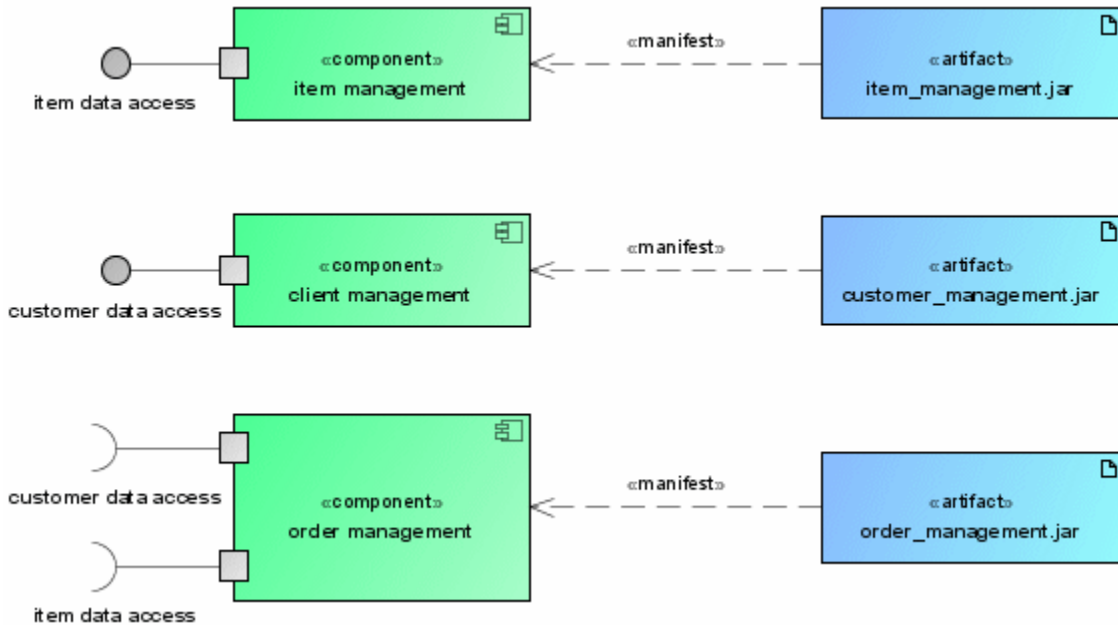 «component»
item management
«manifest»
«artifact»
item_management.jar
item data access
«component»
client management
«manifest»
«artifact»
customer_management.jar
customer data access
customer data access
«component»
order management
«manifest»
«artifact»
order_management.jar
item data access